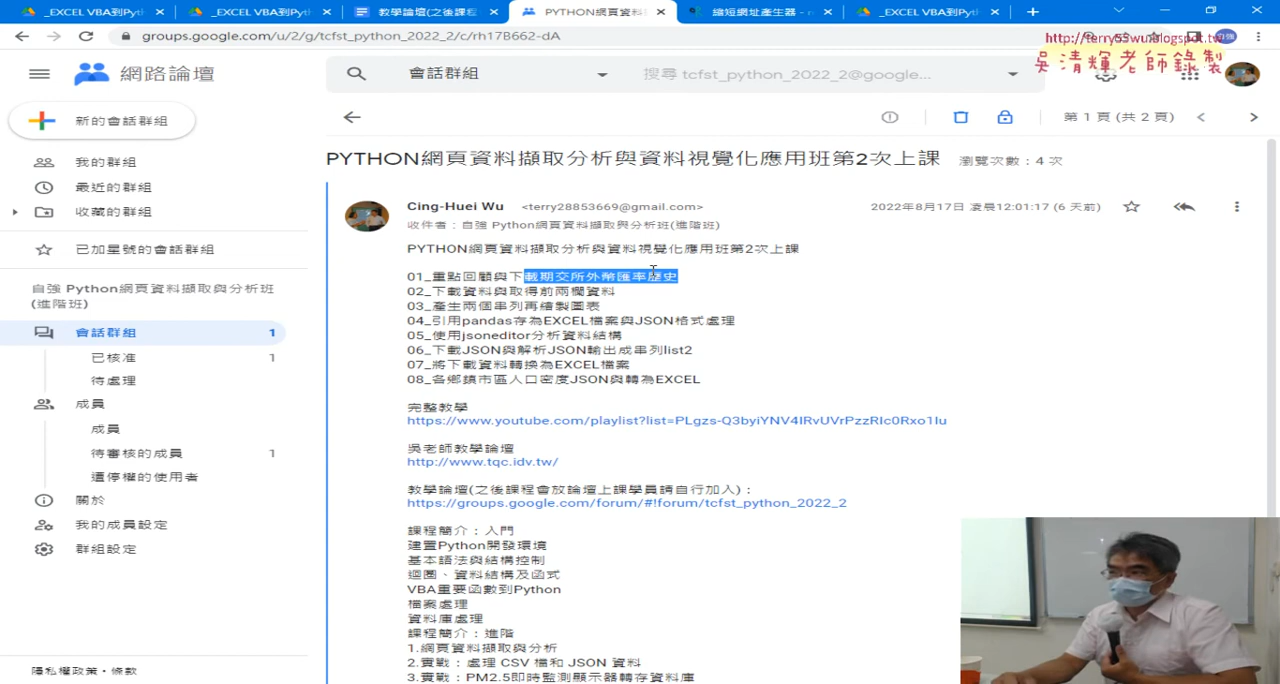 _EXCEL VBA到Pyt
_EXCEL VBA到Pyt
教學論壇(之後課程
PYTHON網頁資料
縮短網址產生器 -
_EXCEL VBA到Pyt
groups.google.com/u/2/g/tcfst_python_2022_2/c/rh17B662-dA
http://terry55wu.blogspot.tw
吳清輝老師錄製
網路論壇
會話群組
搜尋 tcfst_python_2022_2@google...
新的會話群組
第 1 頁 (共 2 頁)
我的群組
最近的群組
收藏的群組
已加星號的會話群組
自強 Python網頁資料擷取與分析班
(進階班)
會話群組 1
已核准 1
待處理
成員
成員
待審核的成員 1
遭停權的使用者
關於
我的成員設定
群組設定
隱私權政策 • 條款
PYTHON網頁資料擷取分析與資料視覺化應用班第2次上課 瀏覽次數：4 次
Cing-Huei Wu <terry28853669@gmail.com>
2022年8月17日 凌晨12:01:17 (6 天前)
收件者：自強 Python網頁資料擷取與分析班(進階班)
PYTHON網頁資料擷取分析與資料視覺化應用班第2次上課
01_重點回顧與下載期交所外幣匯率歷史
02_下載資料與取得前兩欄資料
03_產生兩個串列再繪製圖表
04_引用pandas存為EXCEL檔案與JSON格式處理
05_使用jsoneditor分析資料結構
06_下載JSON與解析JSON輸出成串列list2
07_將下載資料轉換為EXCEL檔案
08_各鄉鎮市區人口密度JSON與轉為EXCEL
完整教學
https://www.youtube.com/playlist?list=PLgzs-Q3byiYNV4IRvUVrPzzRIc0Rxo1Iu
吳老師教學論壇
http://www.tqc.idv.tw/
教學論壇(之後課程會放論壇上課學員請自行加入)：
https://groups.google.com/forum/#!forum/tcfst_python_2022_2
課程簡介：入門
建置Python開發環境
基本語法與結構控制
迴圈、資料結構及函式
VBA重要函數到Python
檔案處理
資料庫處理
課程簡介：進階
1.網頁資料擷取與分析
2.實戰：處理 CSV 檔和 JSON 資料
3.實戰：PM2.5即時監測顯示器轉存資料庫